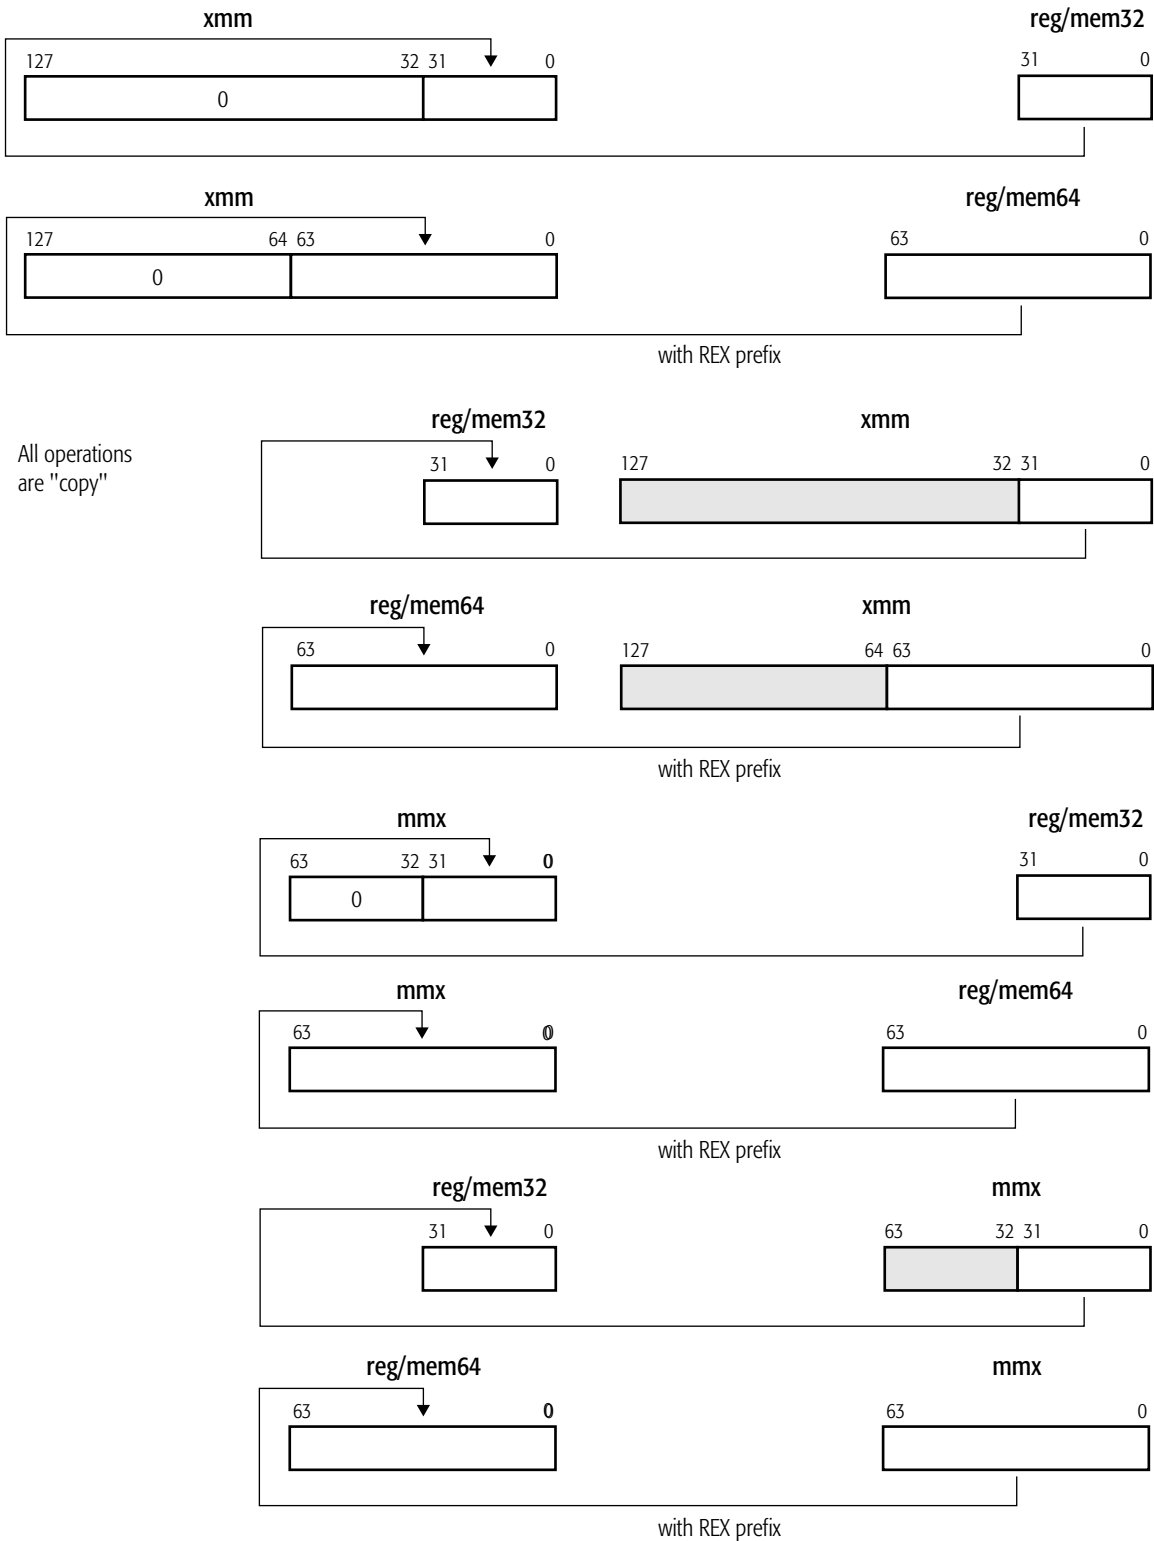 xmm reg/mem32
127 32 31 0 31 0
0
xmm reg/mem64
127 64 63 0 63 0
0
with REX prefix
All operations
are "copy"
reg/mem32 xmm
31 0 127 32 31 0
reg/mem64 xmm
63 0 127 64 63 0
with REX prefix
mmx reg/mem32
63 32 31 0 31 0
0
mmx reg/mem64
63 0 63 0
with REX prefix
reg/mem32 mmx
31 0 63 32 31 0
reg/mem64 mmx
63 0 63 0
with REX prefix